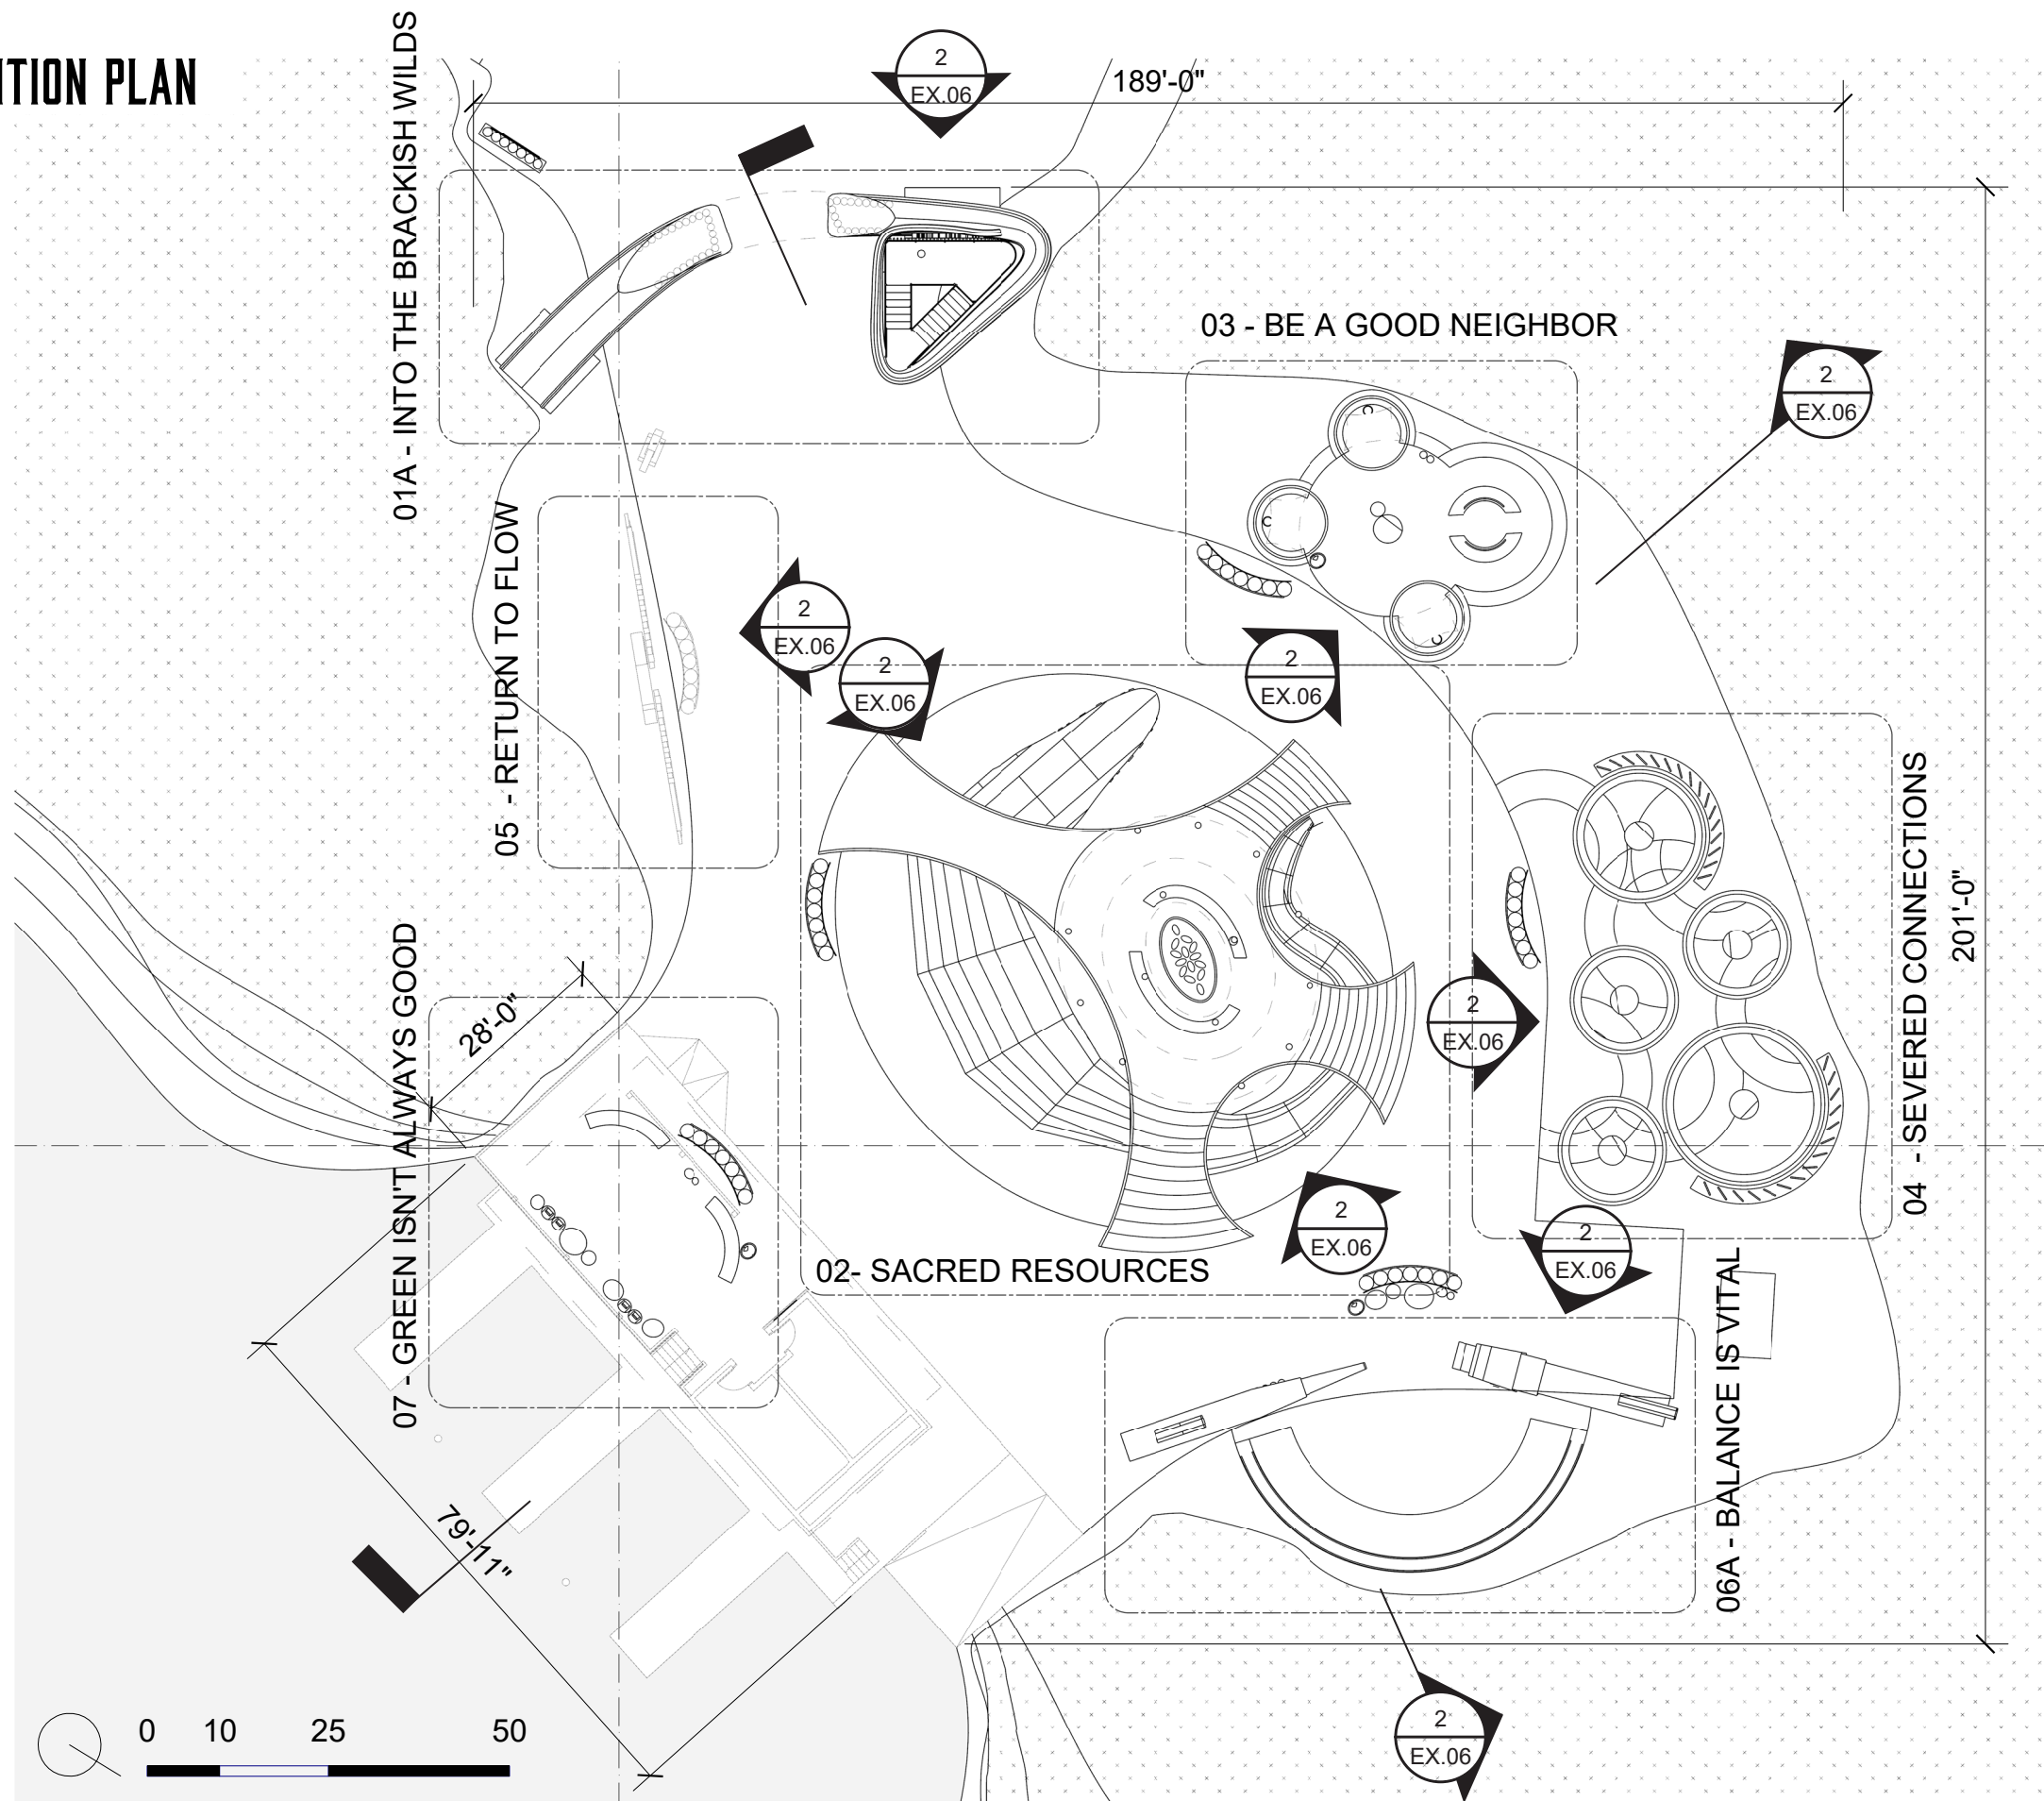 ITION PLAN
01A - INTO THE BRACKISH WILDS
2
EX.06
189'-0"
03 - BE A GOOD NEIGHBOR
2
EX.06
05 - RETURN TO FLOW
2
EX.06
2
EX.06
2
EX.06
04 - SEVERED CONNECTIONS
201'-0"
07 - GREEN ISN'T ALWAYS GOOD
28'-0"
2
EX.06
2
EX.06
2
EX.06
02- SACRED RESOURCES
06A - BALANCE IS VITAL
79'-11"
2
EX.06
0 10 25 50